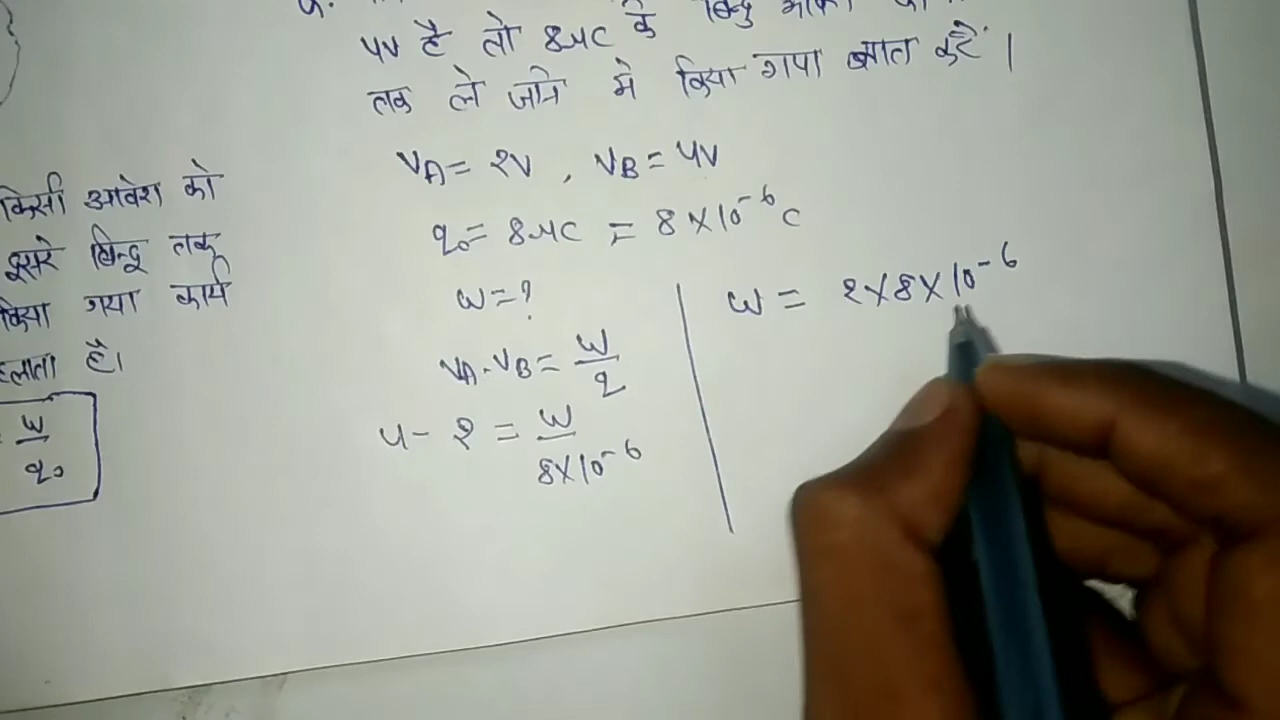 प्र.
4V है तो 8μC के बिन्दु
तक ले जाने मे किया गया ज्ञात करें।
VA = 2V , VB = 4V
q₀ = 8μC = 8×10⁻⁶ C
W = ?
VA - VB = W/q
4 - 2 = W/8×10⁻⁶
W = 2×8×10⁻⁶
किसी आवेश को
दूसरे बिन्दु तक
किया गया कार्य
है।
W/q₀